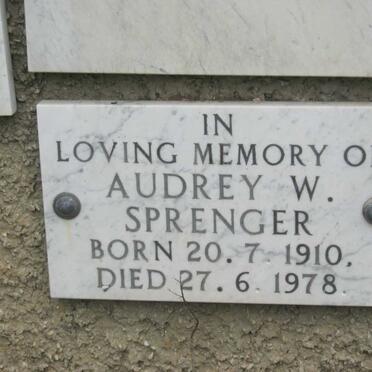 IN
LOVING MEMORY O
AUDREY W.
SPRENGER
BORN 20.7.1910.
DIED 27.6.1978.